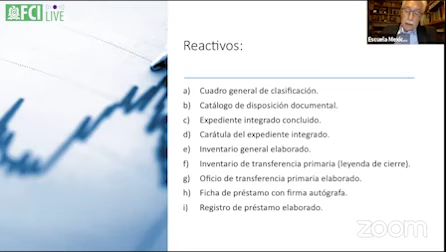 FCI
LIVE
Escuela Mexic...
Reactivos:
a) Cuadro general de clasificación.
b) Catálogo de disposición documental.
c) Expediente integrado concluido.
d) Carátula del expediente integrado.
e) Inventario general elaborado.
f) Inventario de transferencia primaria (leyenda de cierre).
g) Oficio de transferencia primaria elaborado.
h) Ficha de préstamo con firma autógrafa.
i) Registro de préstamo elaborado.
zoom